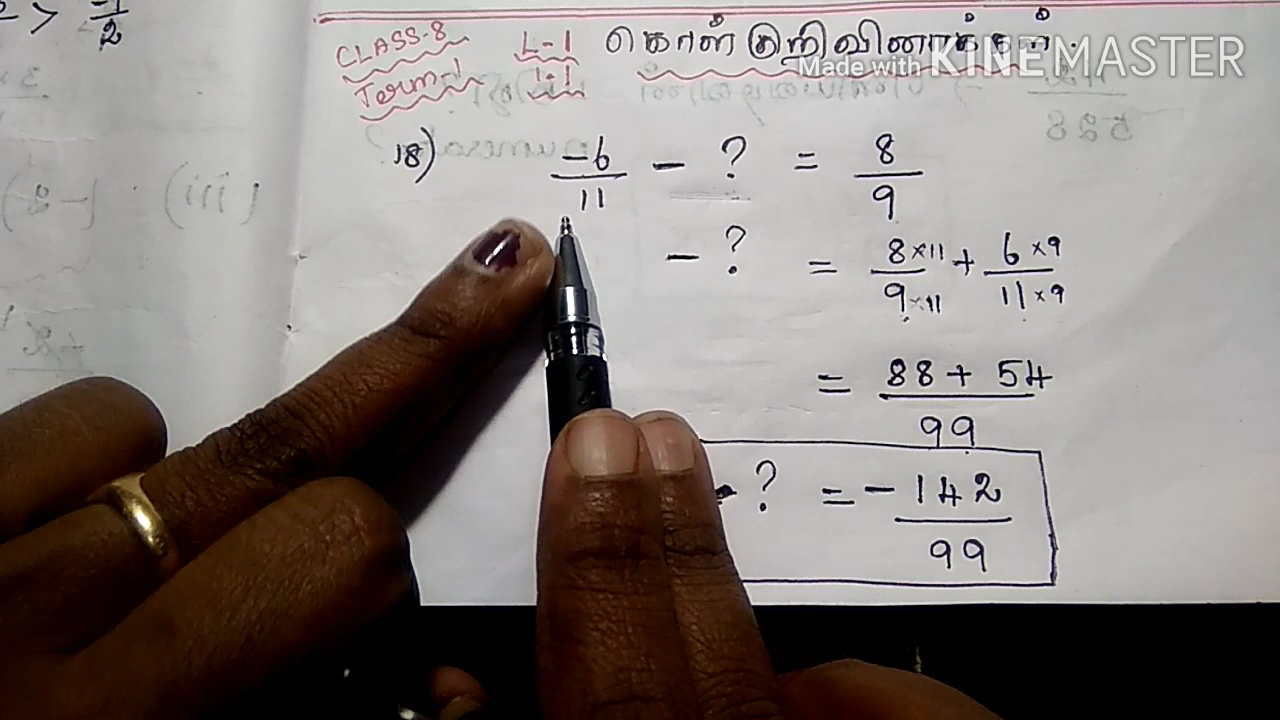 > -1/2
CLASS-8 L-1 கொள்குறி வினாக்கள்.
Term-I 1.1
Made with KINEMASTER
18) -6/11 - ? = 8/9
- ? = 8×11/9×11 + 6×9/11×9
= 88 + 54/99
- ? = - 142/99